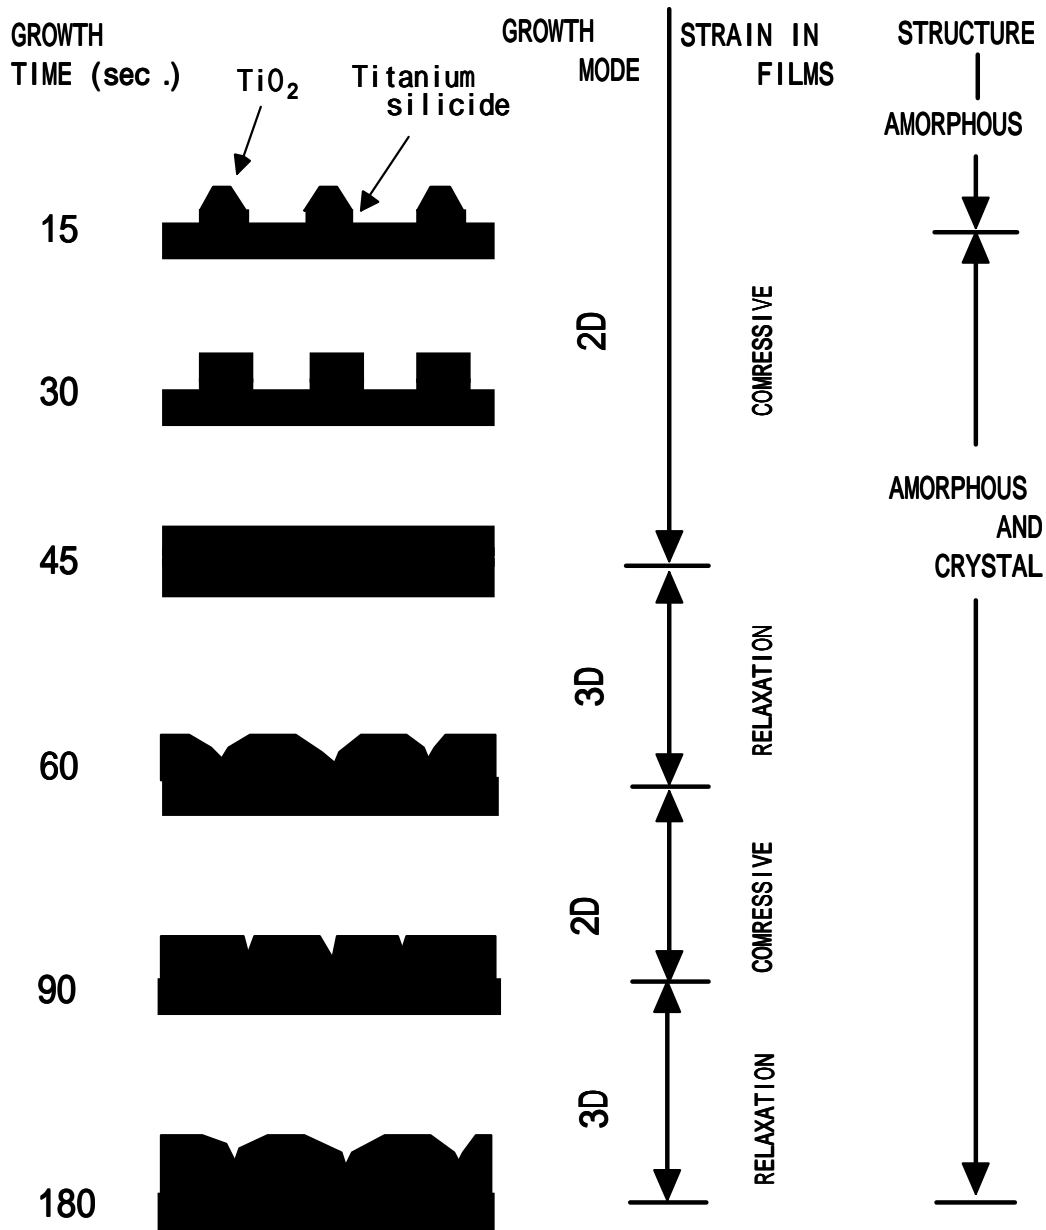 GROWTH
TIME (sec.)
TiO₂
Titanium
silicide
GROWTH
MODE
STRAIN IN
FILMS
STRUCTURE
AMORPHOUS
15
30
45
60
90
180
2D
3D
2D
3D
COMRESSIVE
RELAXATION
COMRESSIVE
RELAXATION
AMORPHOUS
AND
CRYSTAL